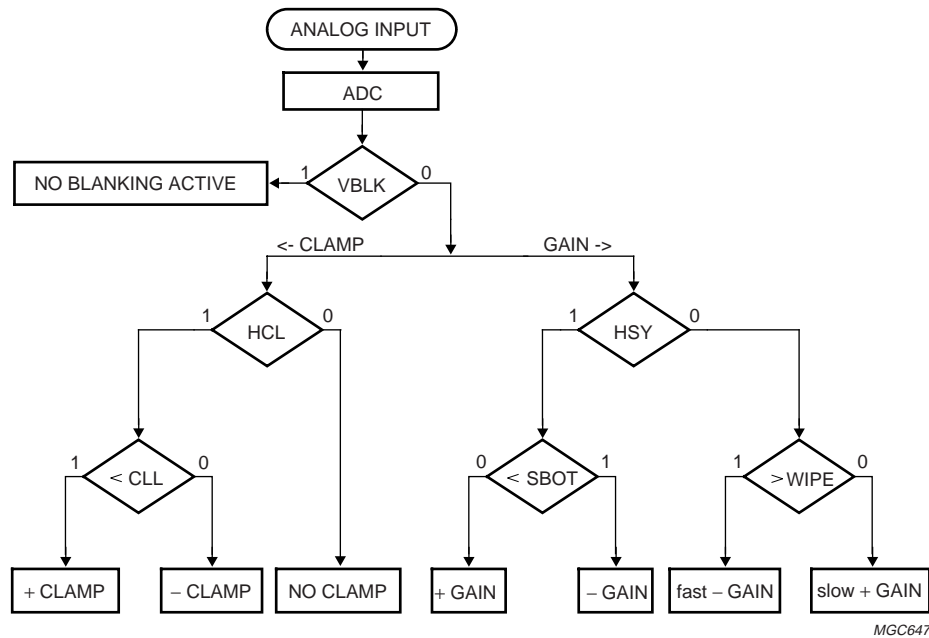 ANALOG INPUT
ADC
1 VBLK 0
NO BLANKING ACTIVE
<- CLAMP GAIN ->
1 HCL 0 1 HSY 0
1 < CLL 0 0 < SBOT 1 1 > WIPE 0
+ CLAMP − CLAMP NO CLAMP + GAIN − GAIN fast − GAIN slow + GAIN
MGC647